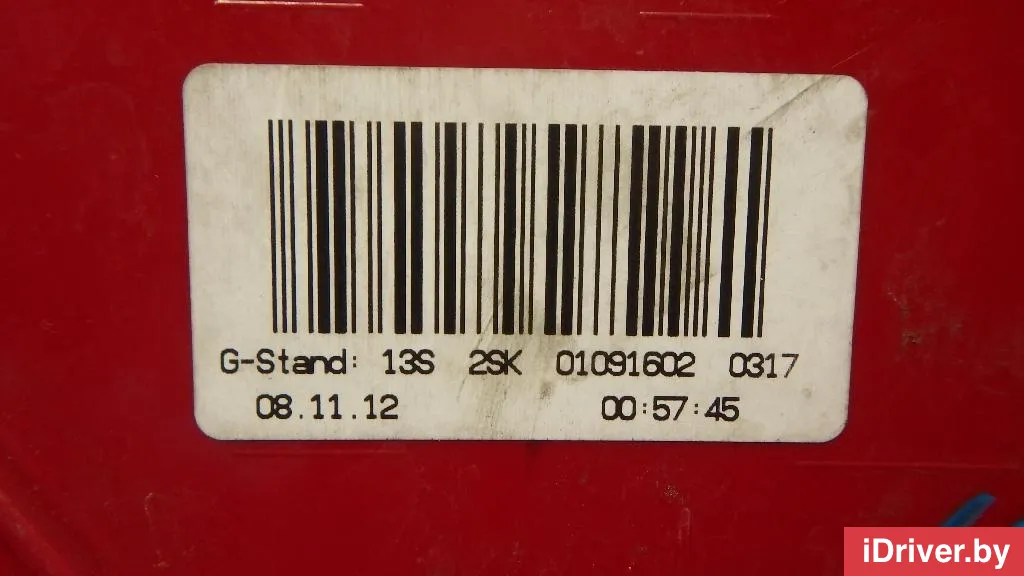 G-Stand: 13S 2SK 01091602 0317
08.11.12 00:57:45
iDriver.by